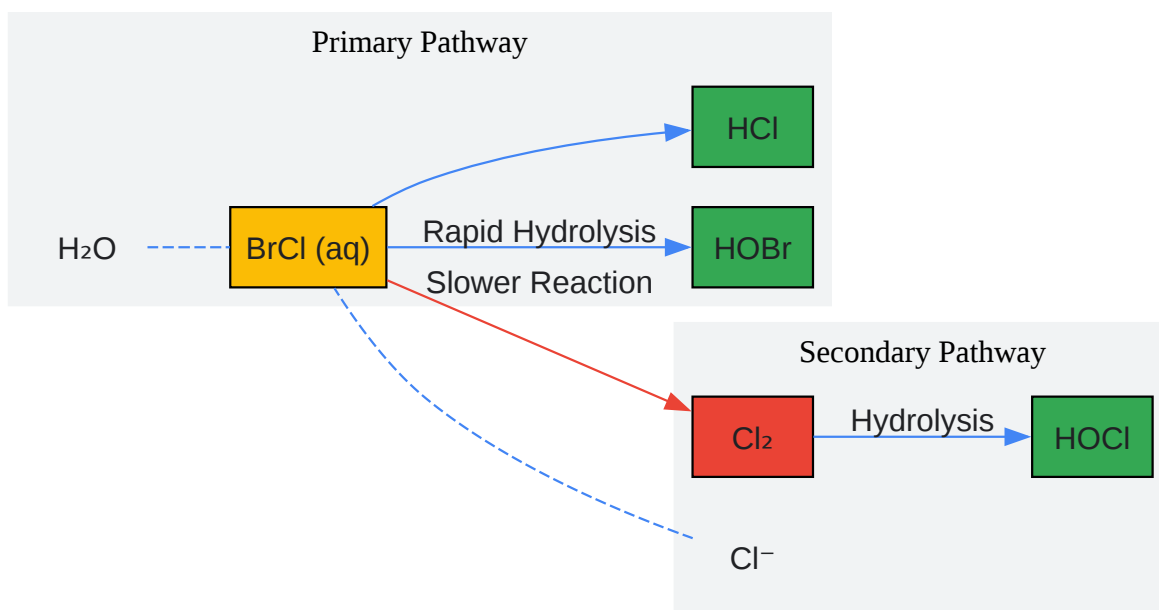 Primary Pathway
HCl
H₂O
BrCl (aq)
Rapid Hydrolysis
HOBr
Slower Reaction
Secondary Pathway
Cl₂
Hydrolysis
HOCl
Cl⁻